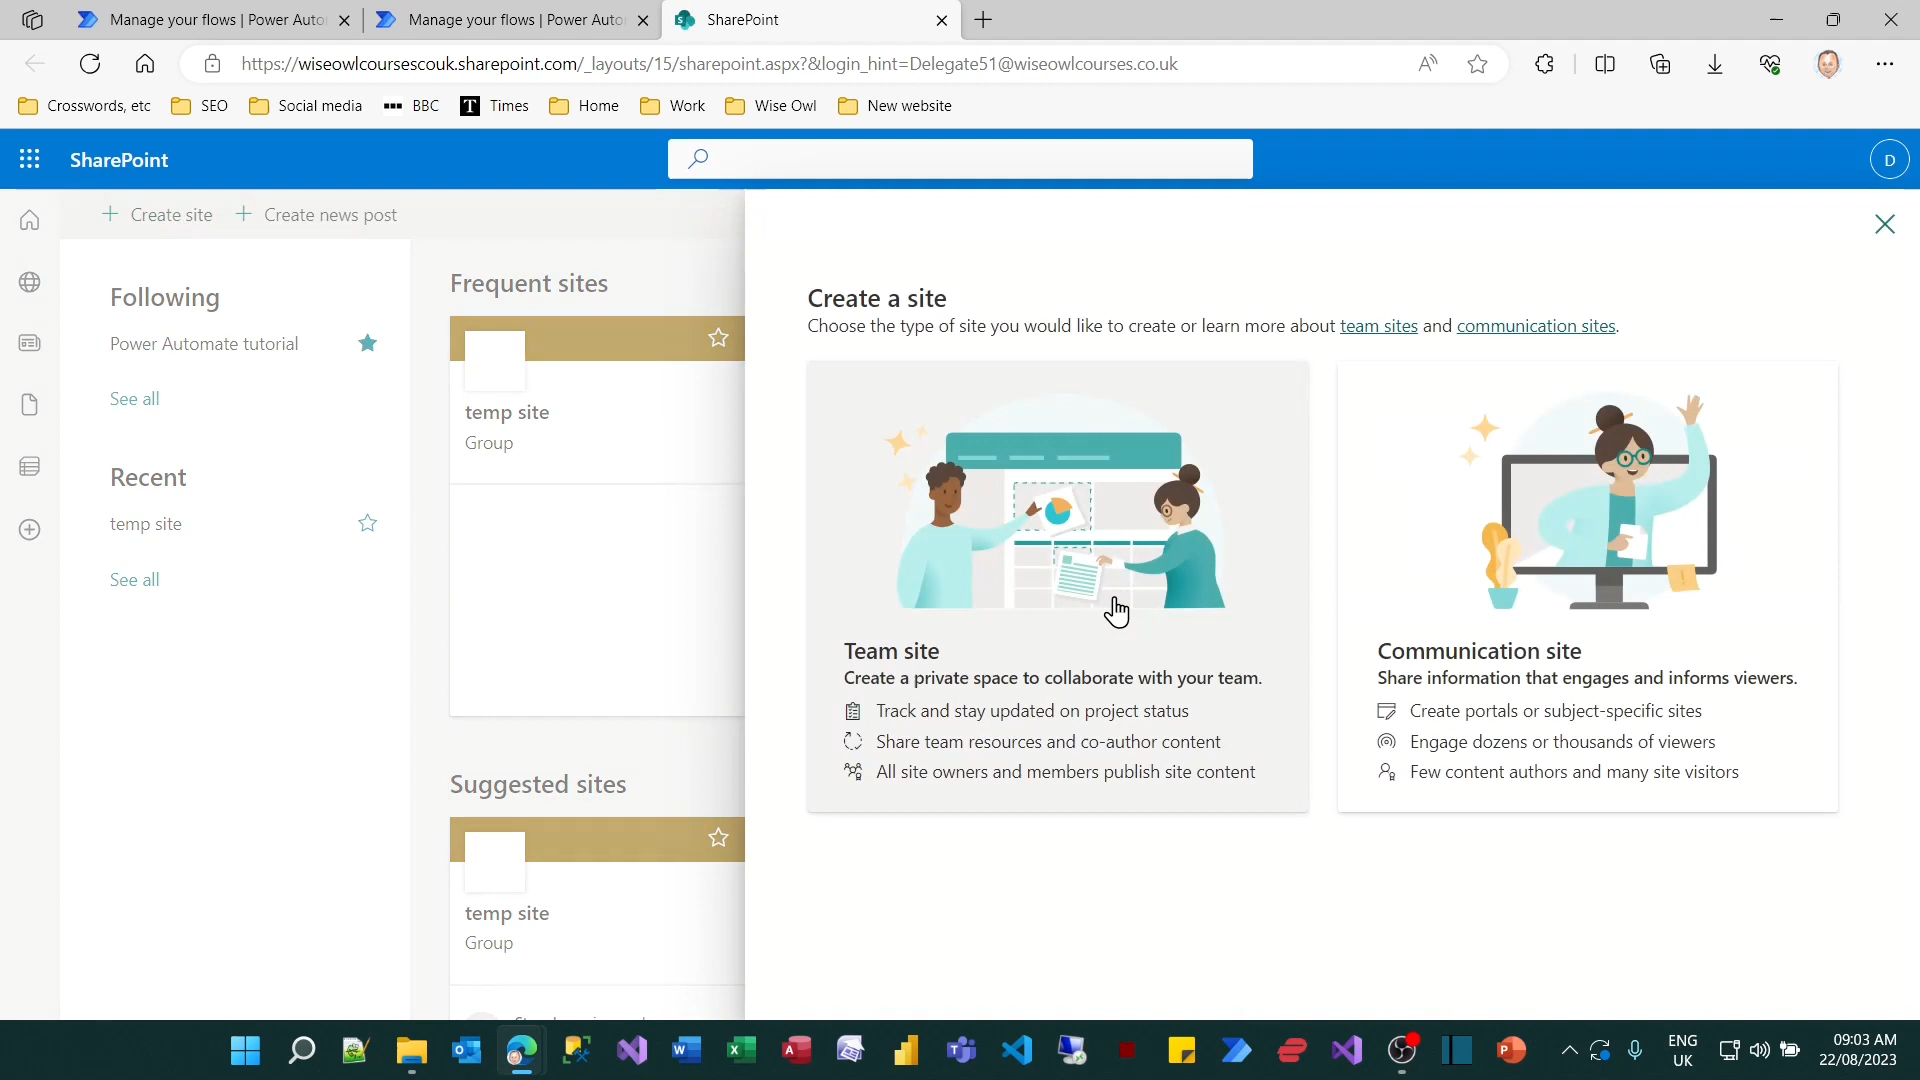 Manage your flows | Power Auto
Manage your flows | Power Auto
SharePoint
https://wiseowlcoursescouk.sharepoint.com/_layouts/15/sharepoint.aspx?&login_hint=Delegate51@wiseowlcourses.co.uk
Crosswords, etc
SEO
Social media
BBC
Times
Home
Work
Wise Owl
New website
SharePoint
D
Create site
Create news post
Following
Power Automate tutorial
See all
Recent
temp site
See all
Frequent sites
temp site
Group
Suggested sites
temp site
Group
Create a site
Choose the type of site you would like to create or learn more about team sites and communication sites.
Team site
Create a private space to collaborate with your team.
Track and stay updated on project status
Share team resources and co-author content
All site owners and members publish site content
Communication site
Share information that engages and informs viewers.
Create portals or subject-specific sites
Engage dozens or thousands of viewers
Few content authors and many site visitors
ENG
UK
09:03 AM
22/08/2023